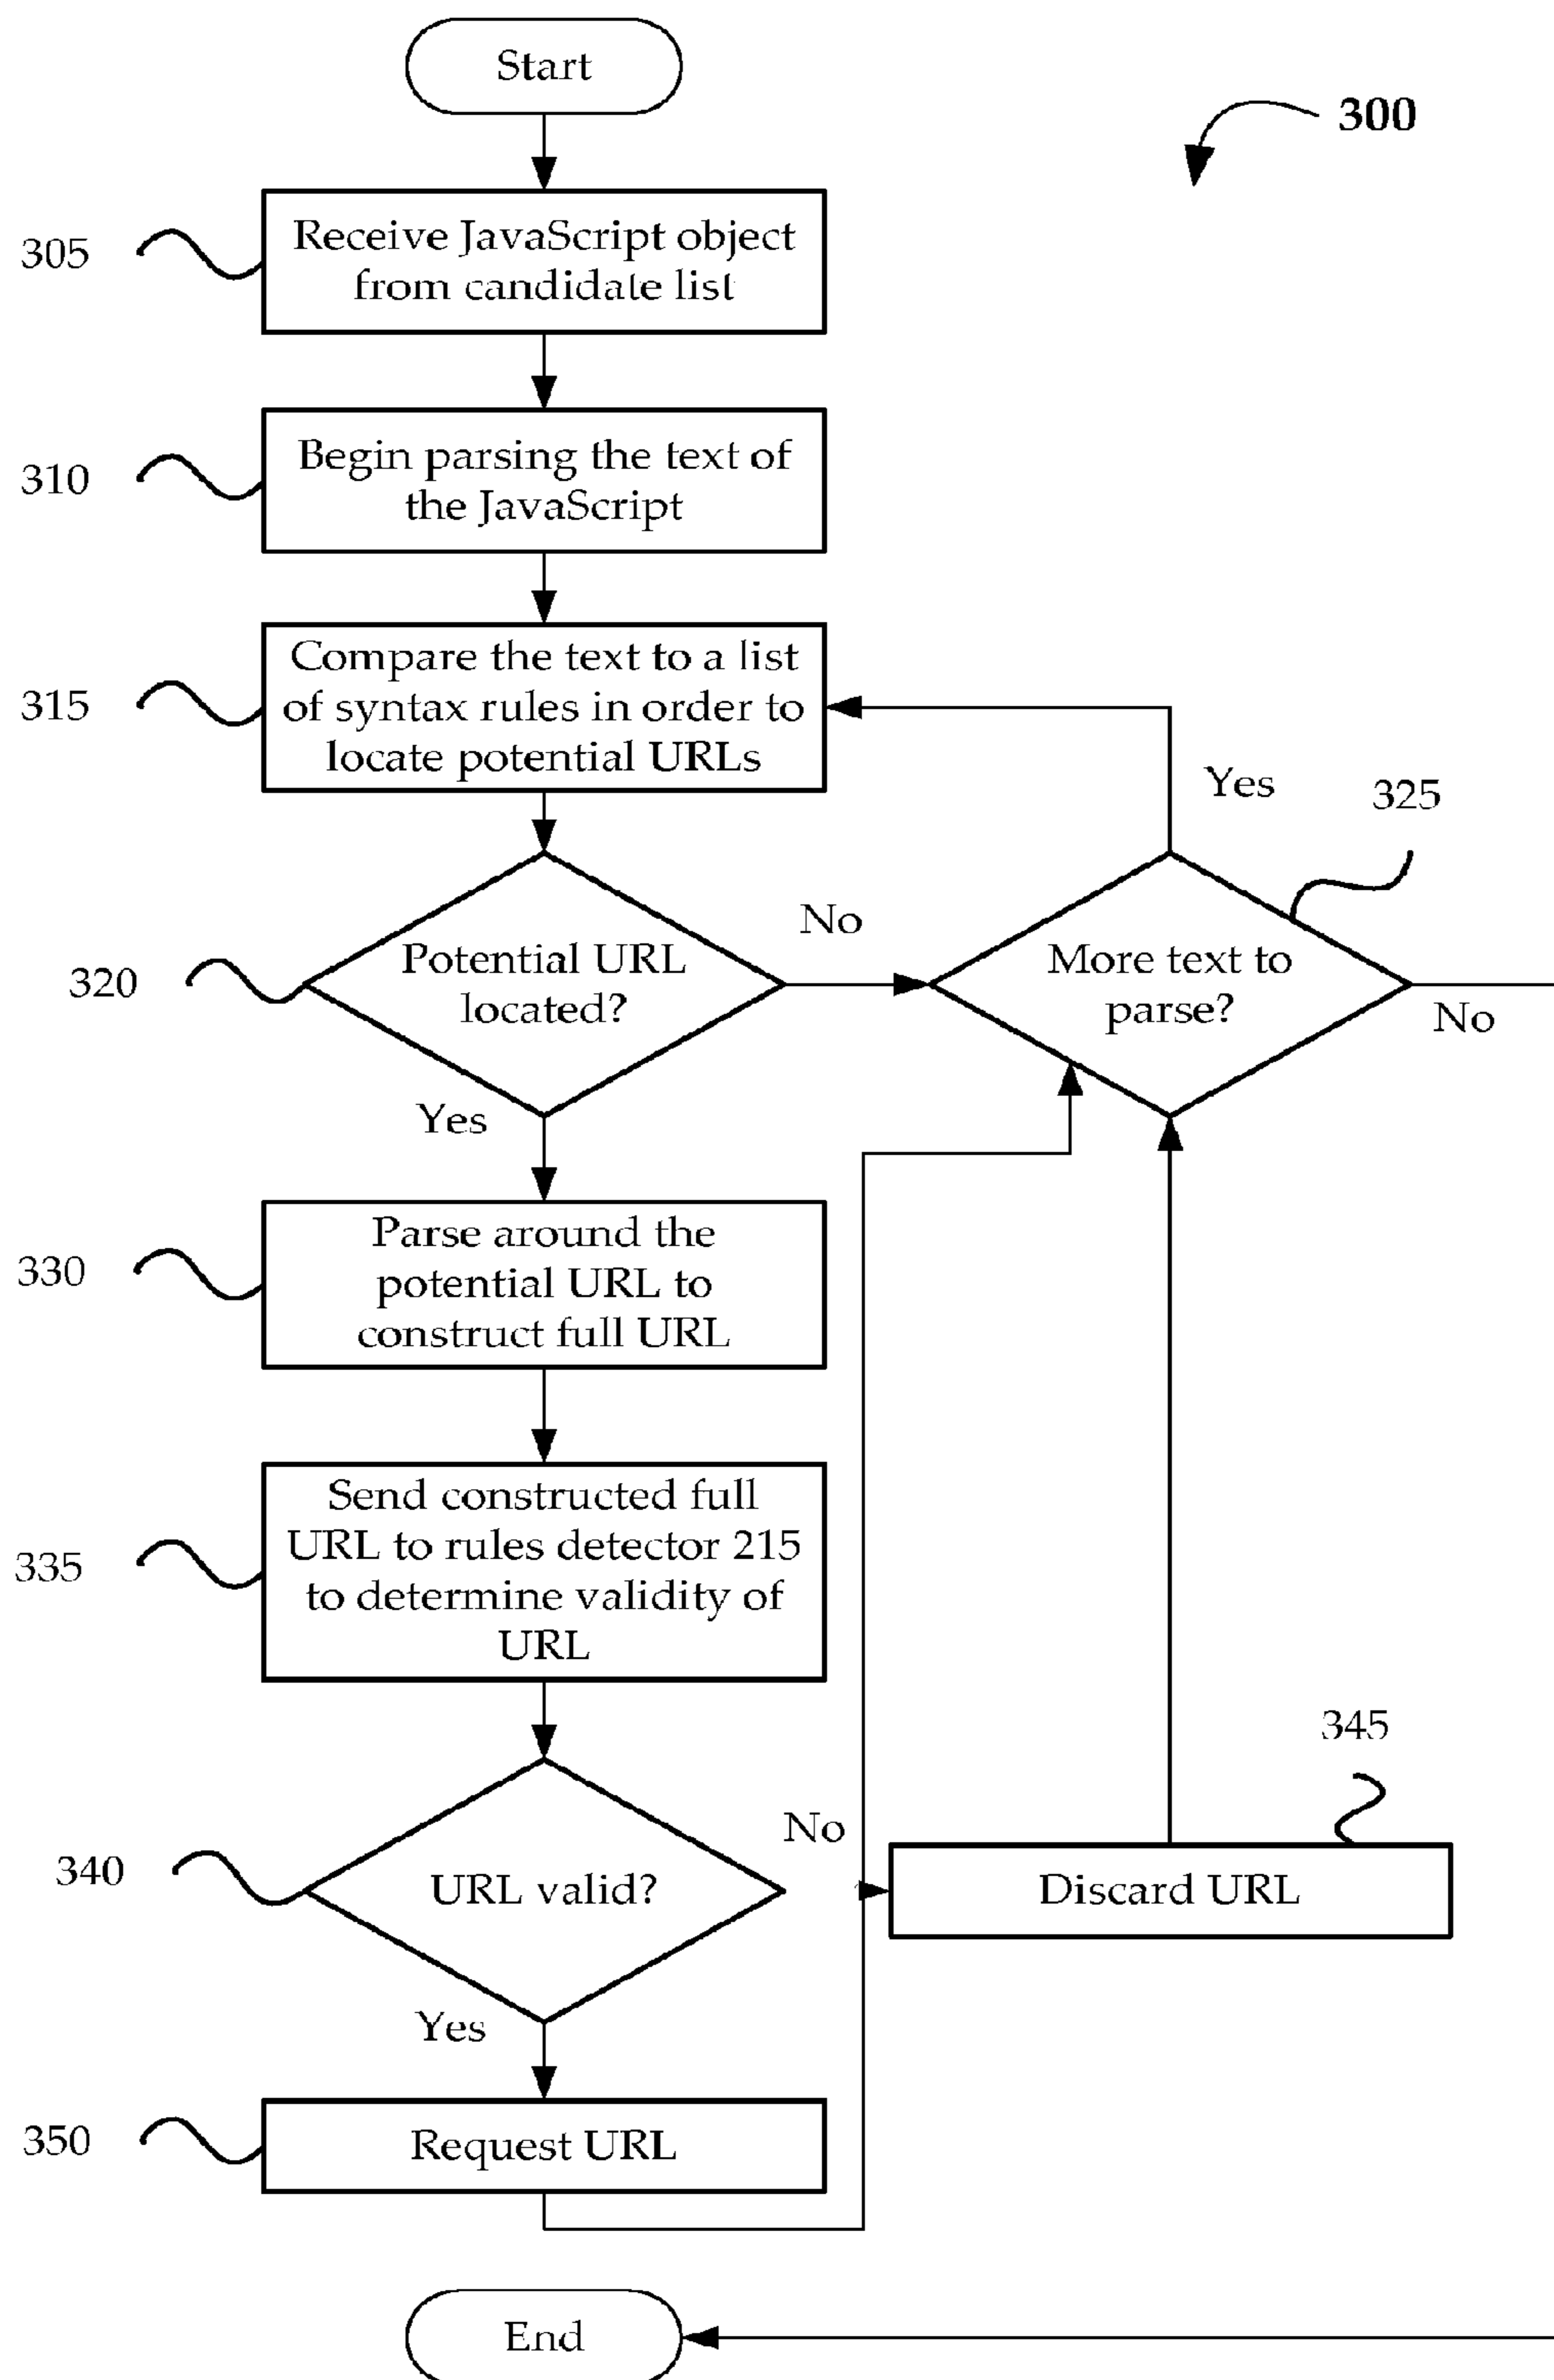 Start
300
305
Receive JavaScript object
from candidate list
310
Begin parsing the text of
the JavaScript
315
Compare the text to a list
of syntax rules in order to
locate potential URLs
Yes
325
320
Potential URL
located?
No
More text to
parse?
No
Yes
330
Parse around the
potential URL to
construct full URL
335
Send constructed full
URL to rules detector 215
to determine validity of
URL
345
340
URL valid?
No
Discard URL
Yes
350
Request URL
End